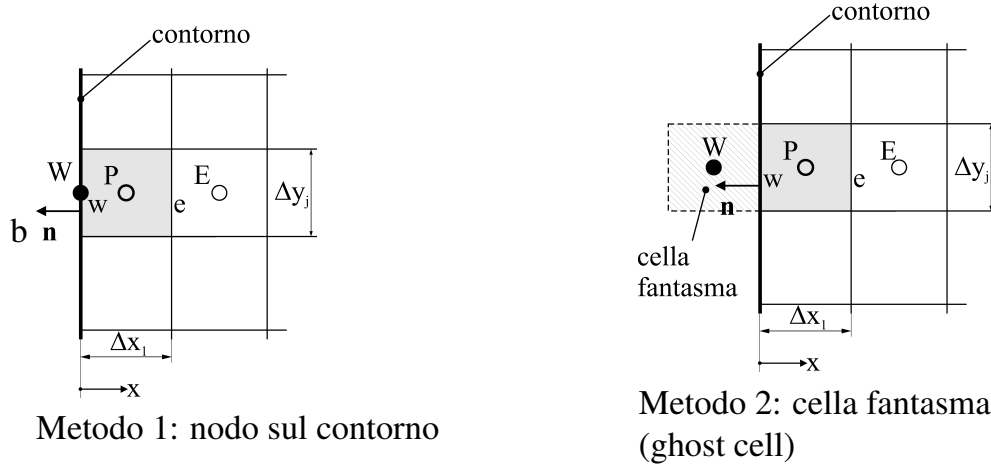 contorno
W
P
E
w
e
Δy_j
b
n
Δx_1
x
Metodo 1: nodo sul contorno
contorno
W
P
E
w
e
Δy_j
n
cella
fantasma
Δx_1
x
Metodo 2: cella fantasma
(ghost cell)